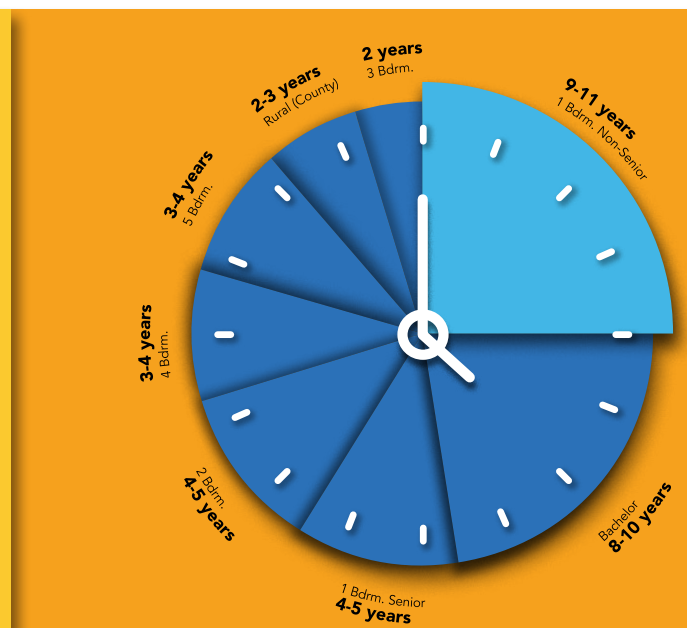 2 years
3 Bdrm.
9-11 years
1 Bdrm. Non-Senior
Bachelor
8-10 years
1 Bdrm. Senior
4-5 years
2 Bdrm.
4-5 years
3-4 years
4 Bdrm.
3-4 years
5 Bdrm.
2-3 years
Rural (County)